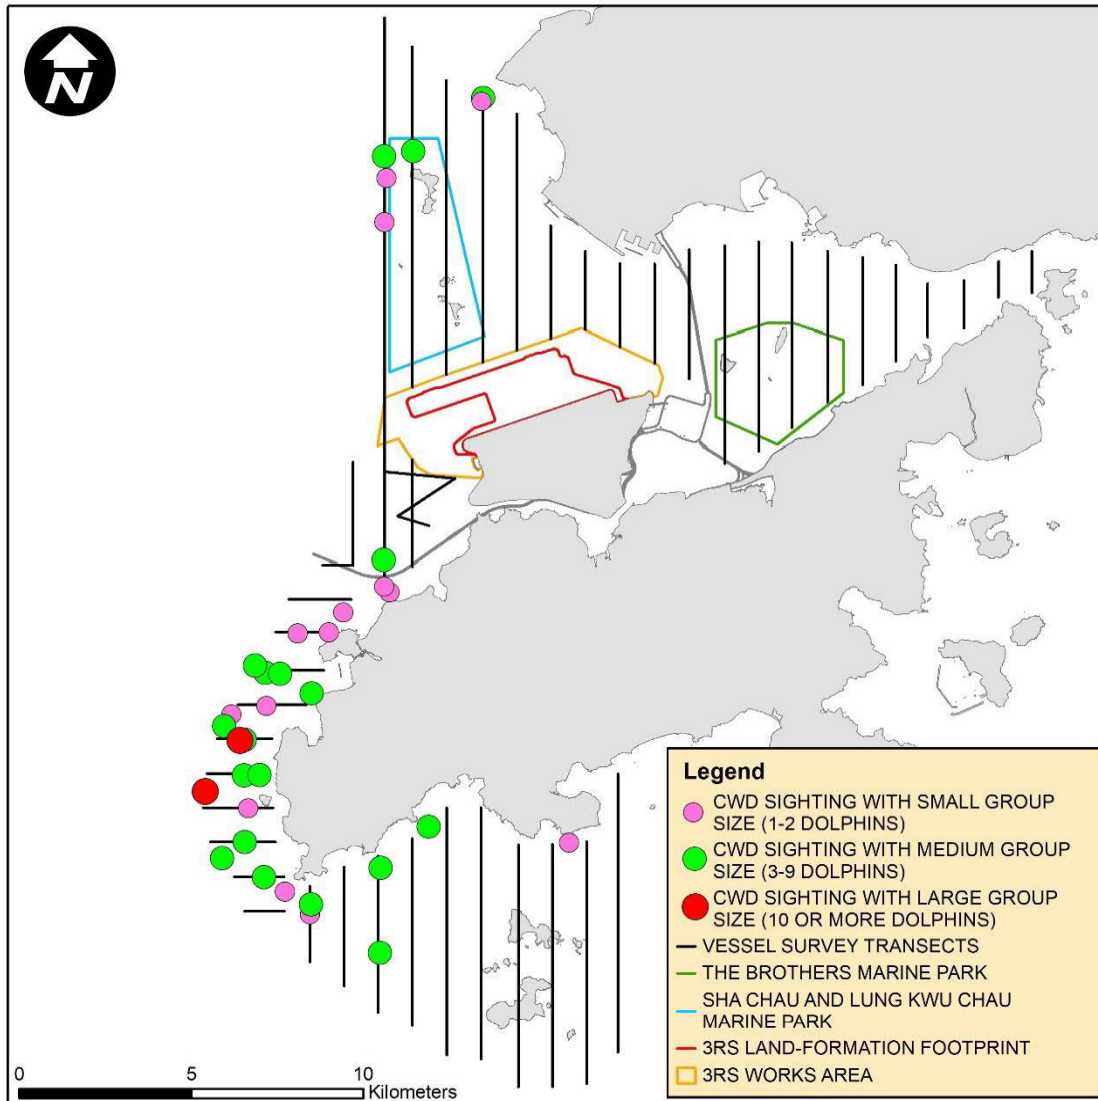 N
Legend
CWD SIGHTING WITH SMALL GROUP
SIZE (1-2 DOLPHINS)
CWD SIGHTING WITH MEDIUM GROUP
SIZE (3-9 DOLPHINS)
CWD SIGHTING WITH LARGE GROUP
SIZE (10 OR MORE DOLPHINS)
VESSEL SURVEY TRANSECTS
THE BROTHERS MARINE PARK
SHA CHAU AND LUNG KWU CHAU
MARINE PARK
3RS LAND-FORMATION FOOTPRINT
3RS WORKS AREA
0 5 10
Kilometers